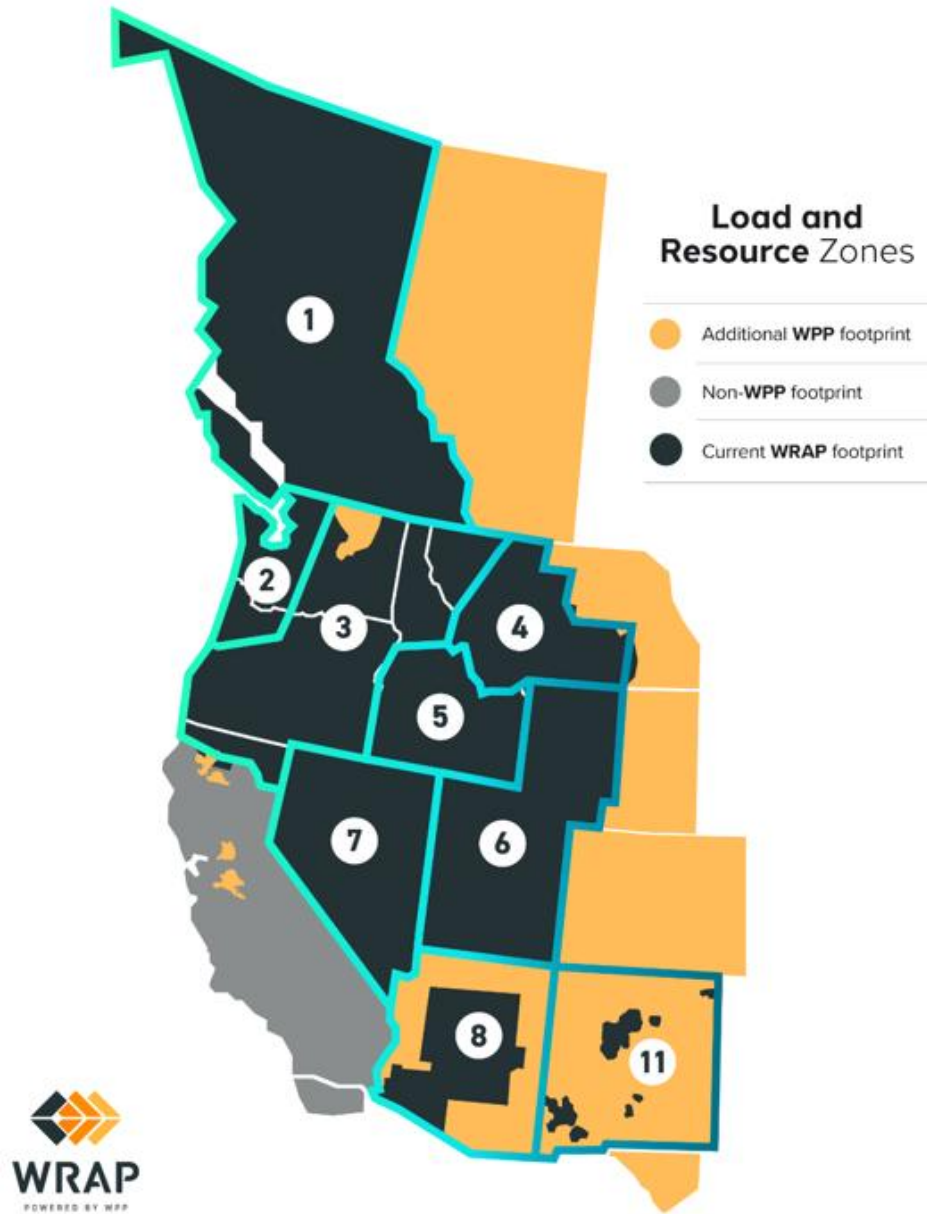 Load and
Resource Zones
Additional WPP footprint
Non-WPP footprint
Current WRAP footprint
1
2
3
4
5
6
7
8
11
WRAP
POWERED BY WPP